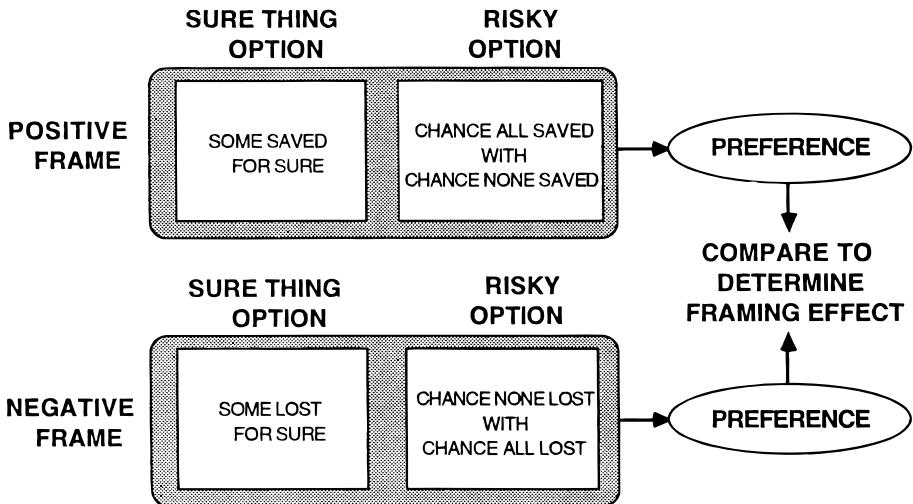 SURE THING
OPTION
RISKY
OPTION
POSITIVE
FRAME
SOME SAVED
FOR SURE
CHANCE ALL SAVED
WITH
CHANCE NONE SAVED
PREFERENCE
COMPARE TO
DETERMINE
FRAMING EFFECT
SURE THING
OPTION
RISKY
OPTION
NEGATIVE
FRAME
SOME LOST
FOR SURE
CHANCE NONE LOST
WITH
CHANCE ALL LOST
PREFERENCE